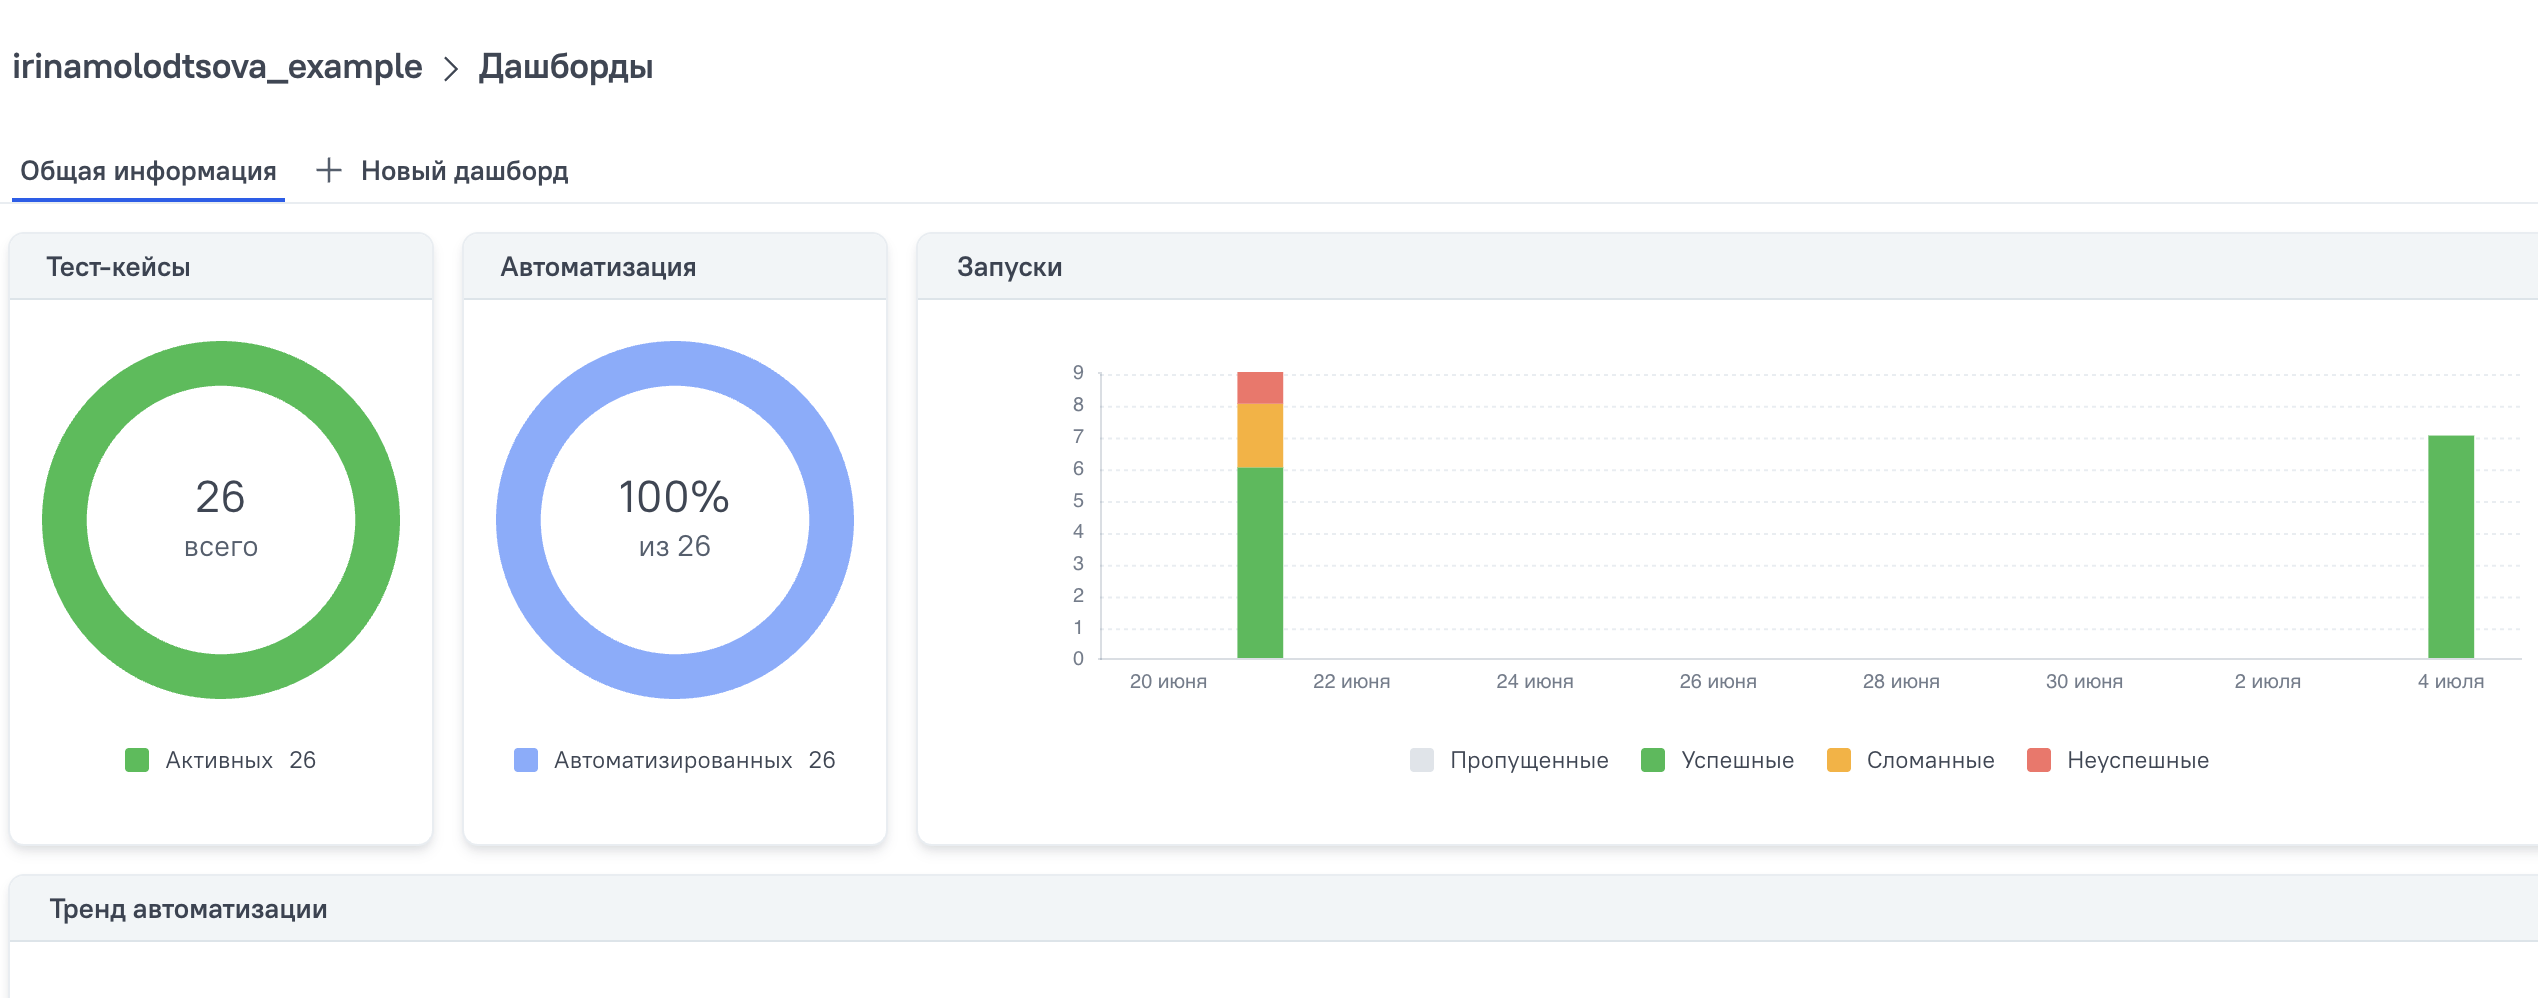 irinamolodtsova_example > Дашборды
Общая информация + Новый дашборд
Тест-кейсы
26
всего
Активных 26
Автоматизация
100%
из 26
Автоматизированных 26
Запуски
9
8
7
6
5
4
3
2
1
0
20 июня 22 июня 24 июня 26 июня 28 июня 30 июня 2 июля 4 июля
Пропущенные Успешные Сломанные Неуспешные
Тренд автоматизации